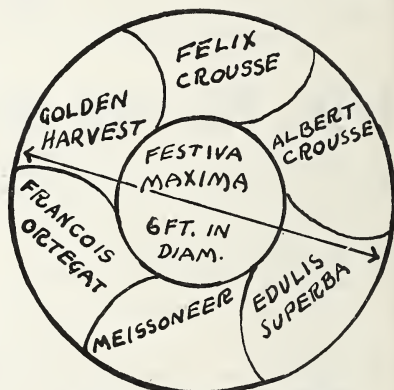 FELIX
CROUSSE
ALBERT
CROUSSE
EDULIS
SUPERBA
MEISSONEER
FRANCOIS
ORTEGAT
GOLDEN
HARVEST
FESTIVA
MAXIMA
6 FT. IN
DIAM.